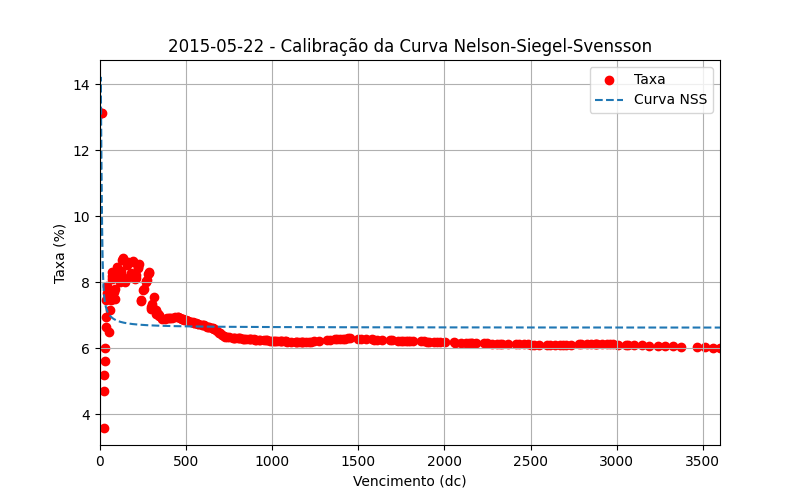 2015-05-22 - Calibração da Curva Nelson-Siegel-Svensson
Taxa
Curva NSS
Taxa (%)
14
12
10
8
6
4
0 500 1000 1500 2000 2500 3000 3500
Vencimento (dc)